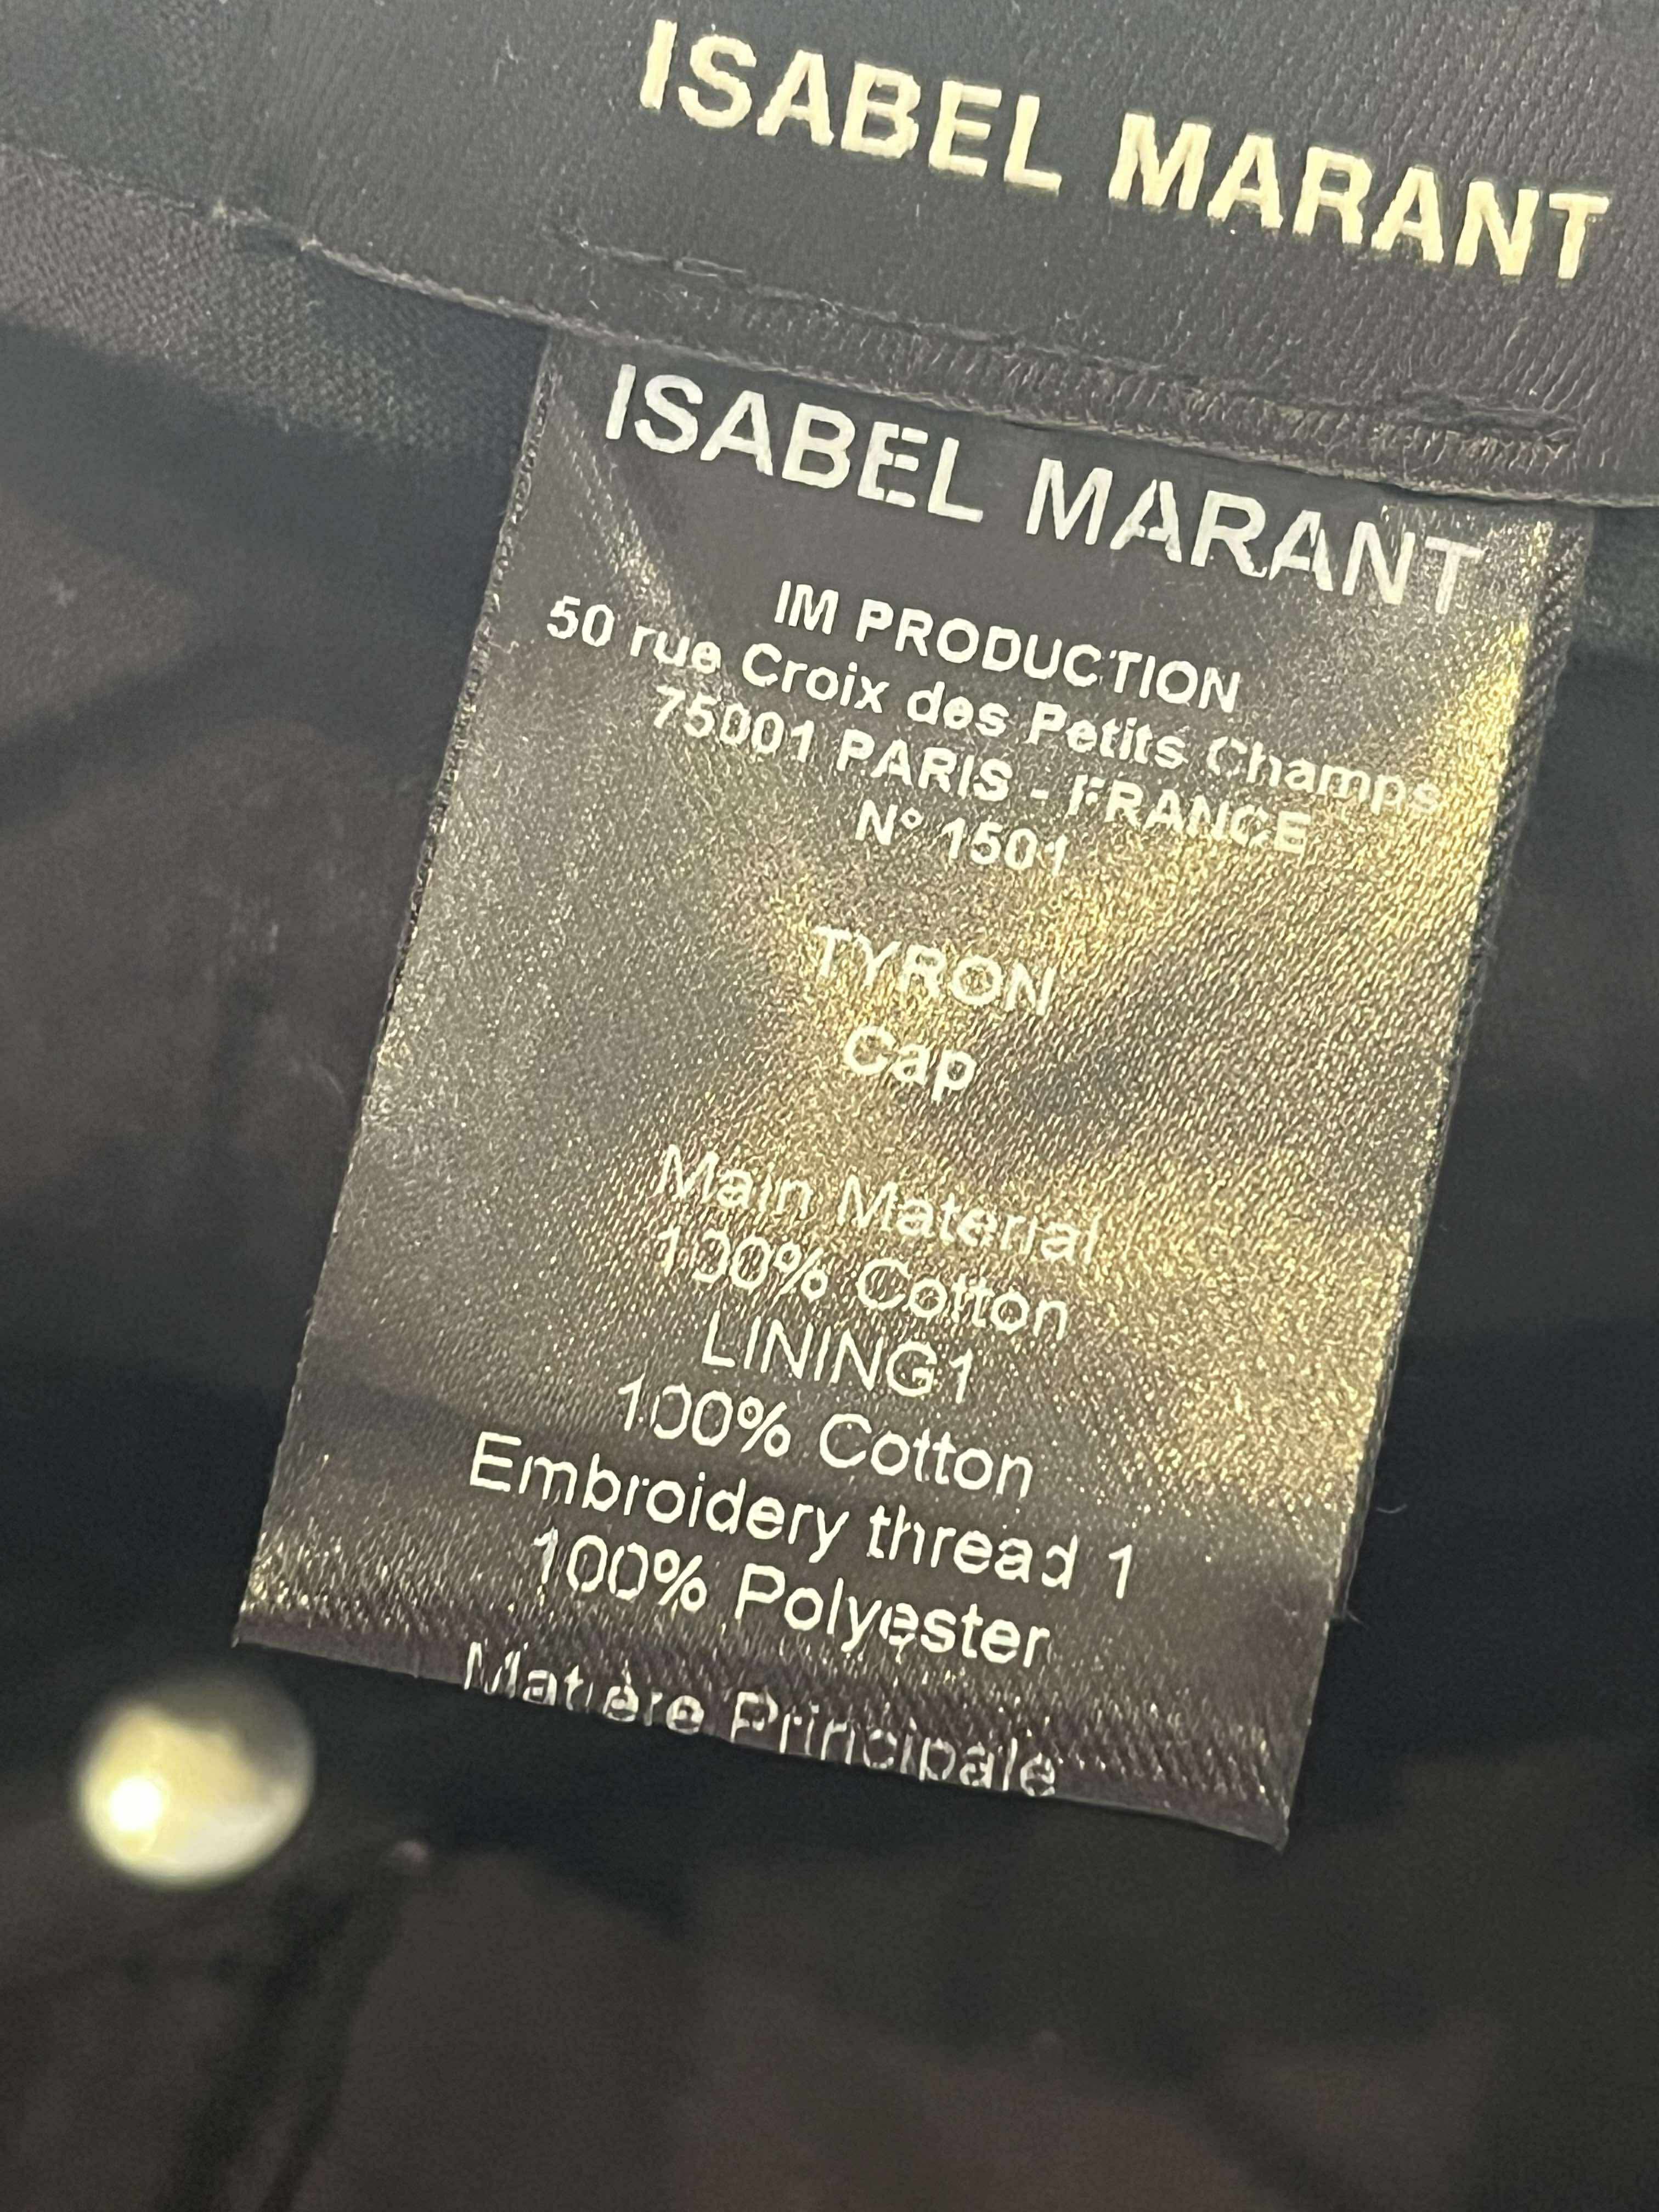 ISABEL MARANT
ISABEL MARANT
IM PRODUCTION
50 rue Croix des Petits Champs
75001 PARIS - FRANCE
N° 1501
TYRON
Cap
Main Material
100% Cotton
LINING1
100% Cotton
Embroidery thread 1
100% Polyester
Matière Principale